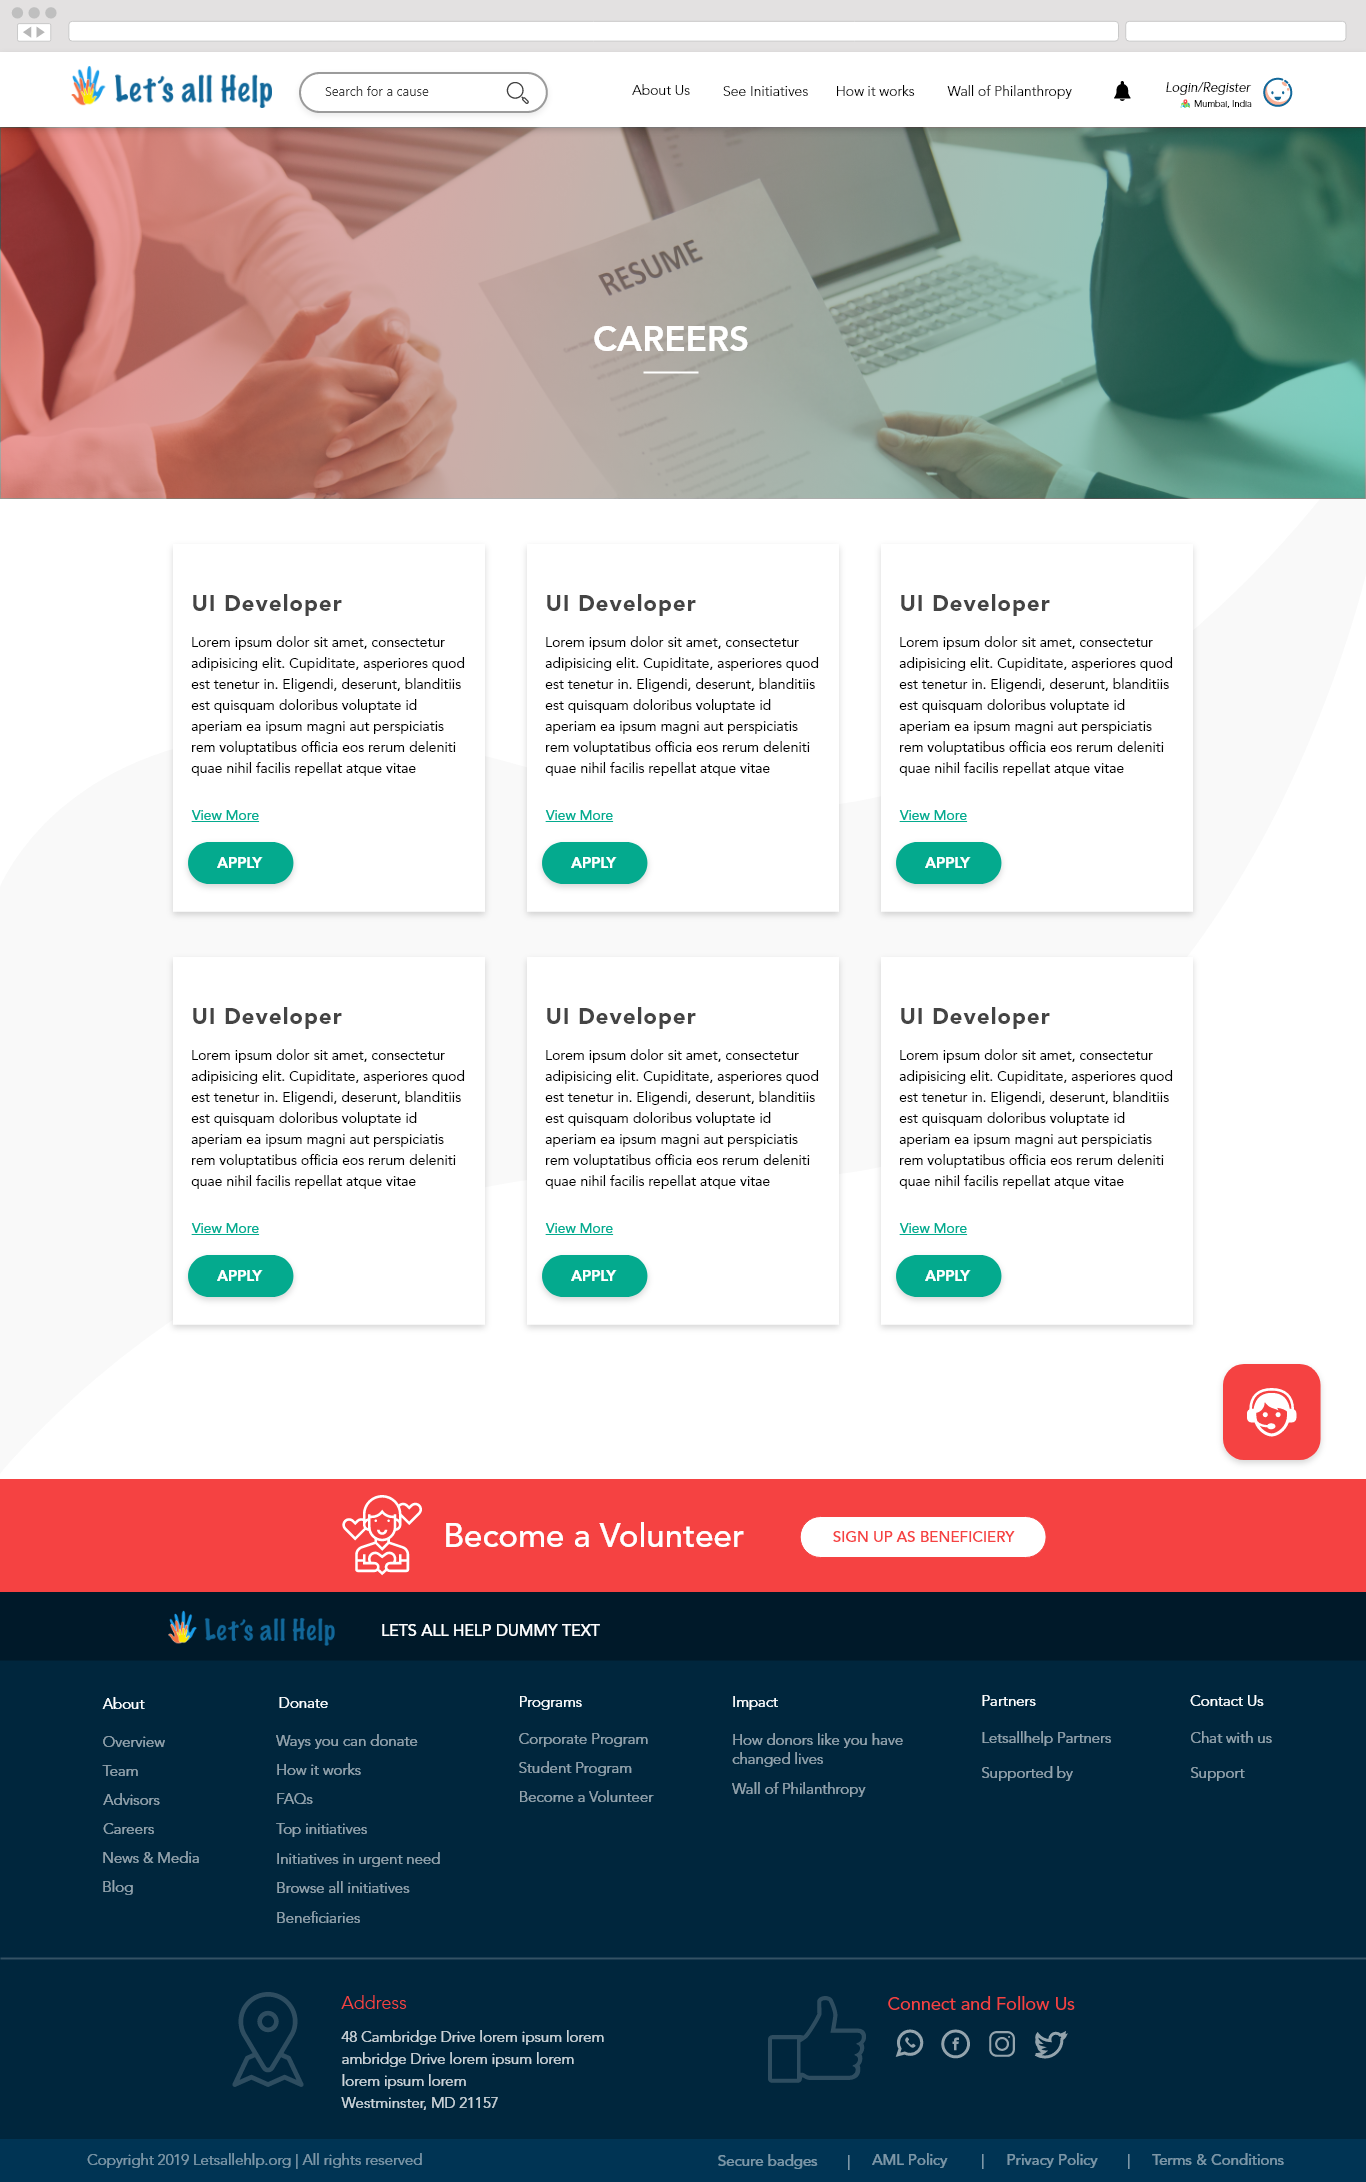 Let's all Help
Search for a cause
About Us
See Initiatives
How it works
Wall of Philanthropy
Login/Register
Mumbai, India
RESUME
CAREERS
UI Developer
Lorem ipsum dolor sit amet, consectetur
adipisicing elit. Cupiditate, asperiores quod
est tenetur in. Eligendi, deserunt, blanditiis
est quisquam doloribus voluptate id
aperiam ea ipsum magni aut perspiciatis
rem voluptatibus officia eos rerum deleniti
quae nihil facilis repellat atque vitae
View More
APPLY
UI Developer
Lorem ipsum dolor sit amet, consectetur
adipisicing elit. Cupiditate, asperiores quod
est tenetur in. Eligendi, deserunt, blanditiis
est quisquam doloribus voluptate id
aperiam ea ipsum magni aut perspiciatis
rem voluptatibus officia eos rerum deleniti
quae nihil facilis repellat atque vitae
View More
APPLY
UI Developer
Lorem ipsum dolor sit amet, consectetur
adipisicing elit. Cupiditate, asperiores quod
est tenetur in. Eligendi, deserunt, blanditiis
est quisquam doloribus voluptate id
aperiam ea ipsum magni aut perspiciatis
rem voluptatibus officia eos rerum deleniti
quae nihil facilis repellat atque vitae
View More
APPLY
UI Developer
Lorem ipsum dolor sit amet, consectetur
adipisicing elit. Cupiditate, asperiores quod
est tenetur in. Eligendi, deserunt, blanditiis
est quisquam doloribus voluptate id
aperiam ea ipsum magni aut perspiciatis
rem voluptatibus officia eos rerum deleniti
quae nihil facilis repellat atque vitae
View More
APPLY
UI Developer
Lorem ipsum dolor sit amet, consectetur
adipisicing elit. Cupiditate, asperiores quod
est tenetur in. Eligendi, deserunt, blanditiis
est quisquam doloribus voluptate id
aperiam ea ipsum magni aut perspiciatis
rem voluptatibus officia eos rerum deleniti
quae nihil facilis repellat atque vitae
View More
APPLY
UI Developer
Lorem ipsum dolor sit amet, consectetur
adipisicing elit. Cupiditate, asperiores quod
est tenetur in. Eligendi, deserunt, blanditiis
est quisquam doloribus voluptate id
aperiam ea ipsum magni aut perspiciatis
rem voluptatibus officia eos rerum deleniti
quae nihil facilis repellat atque vitae
View More
APPLY
Become a Volunteer
SIGN UP AS BENEFICIERY
Let's all Help
LETS ALL HELP DUMMY TEXT
About
Overview
Team
Advisors
Careers
News & Media
Blog
Donate
Ways you can donate
How it works
FAQs
Top initiatives
Initiatives in urgent need
Browse all initiatives
Beneficiaries
Programs
Corporate Program
Student Program
Become a Volunteer
Impact
How donors like you have
changed lives
Wall of Philanthropy
Partners
Letsallhelp Partners
Supported by
Contact Us
Chat with us
Support
Address
48 Cambridge Drive lorem ipsum lorem
ambridge Drive lorem ipsum lorem
lorem ipsum lorem
Westminster, MD 21157
Connect and Follow Us
Copyright 2019 Letsallehlp.org | All rights reserved
Secure badges | AML Policy | Privacy Policy | Terms & Conditions